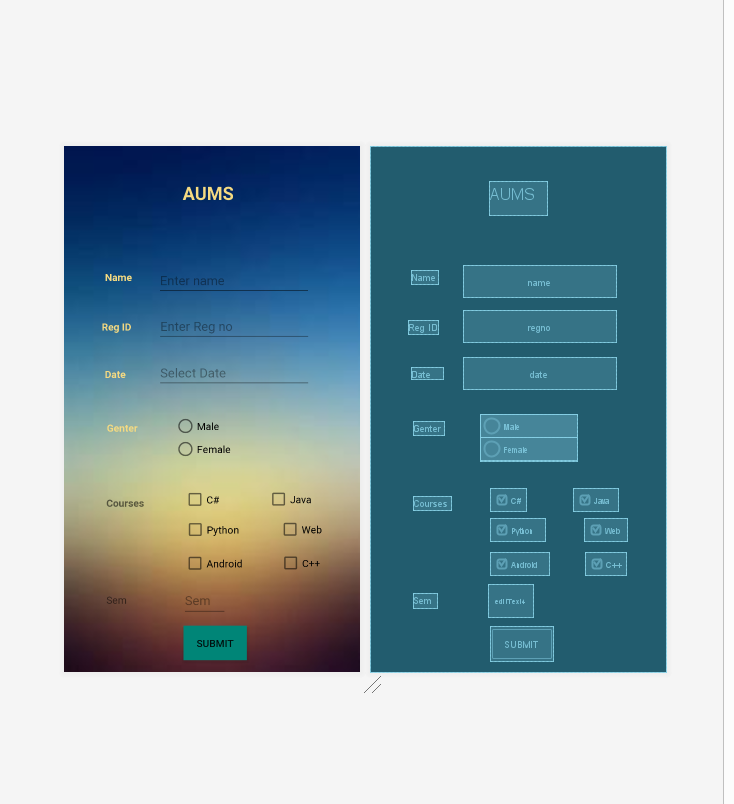 AUMS
Name Enter name
Reg ID Enter Reg no
Date Select Date
Genter Male
Female
Courses C# Java
Python Web
Android C++
Sem Sem
SUBMIT
AUMS
Name name
Reg ID regno
Date date
Genter Male
Female
Courses C# Java
Python Web
Android C++
Sem editText4
SUBMIT